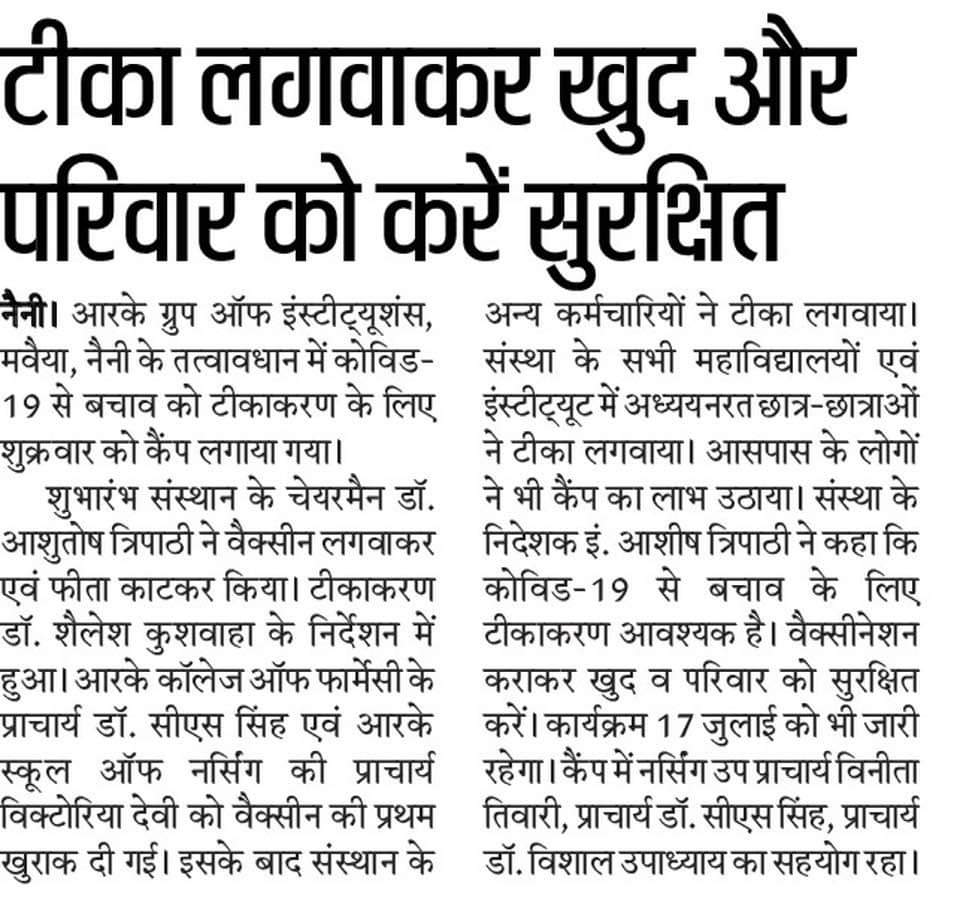 टीका लगवाकर खुद और
परिवार को करें सुरक्षित
नैनी। आरके ग्रुप ऑफ इंस्टीट्यूशंस,
मवैया, नैनी के तत्वावधान में कोविड-
19 से बचाव को टीकाकरण के लिए
शुक्रवार को कैंप लगाया गया।
शुभारंभ संस्थान के चेयरमैन डॉ.
आशुतोष त्रिपाठी ने वैक्सीन लगवाकर
एवं फीता काटकर किया। टीकाकरण
डॉ. शैलेश कुशवाहा के निर्देशन में
हुआ। आरके कॉलेज ऑफ फार्मेसी के
प्राचार्य डॉ. सीएस सिंह एवं आरके
स्कूल ऑफ नर्सिंग की प्राचार्य
विक्टोरिया देवी को वैक्सीन की प्रथम
खुराक दी गई। इसके बाद संस्थान के
अन्य कर्मचारियों ने टीका लगवाया।
संस्था के सभी महाविद्यालयों एवं
इंस्टीट्यूट में अध्ययनरत छात्र-छात्राओं
ने टीका लगवाया। आसपास के लोगों
ने भी कैंप का लाभ उठाया। संस्था के
निदेशक इं. आशीष त्रिपाठी ने कहा कि
कोविड-19 से बचाव के लिए
टीकाकरण आवश्यक है। वैक्सीनेशन
कराकर खुद व परिवार को सुरक्षित
करें। कार्यक्रम 17 जुलाई को भी जारी
रहेगा। कैंप में नर्सिंग उप प्राचार्य विनीता
तिवारी, प्राचार्य डॉ. सीएस सिंह, प्राचार्य
डॉ. विशाल उपाध्याय का सहयोग रहा।